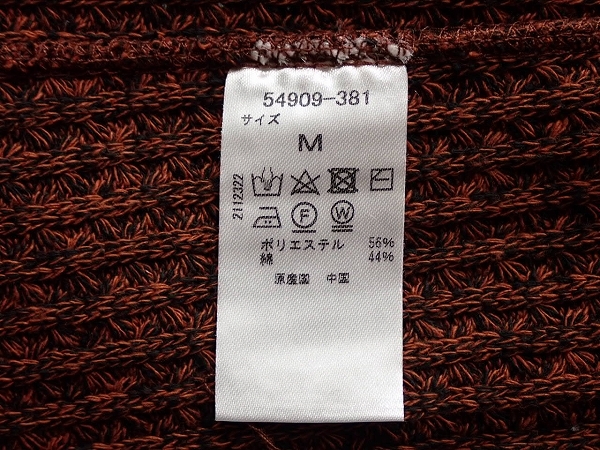 54909-381
サイズ
M
2112322
F W
ポリエステル 56%
綿 44%
原産国 中国